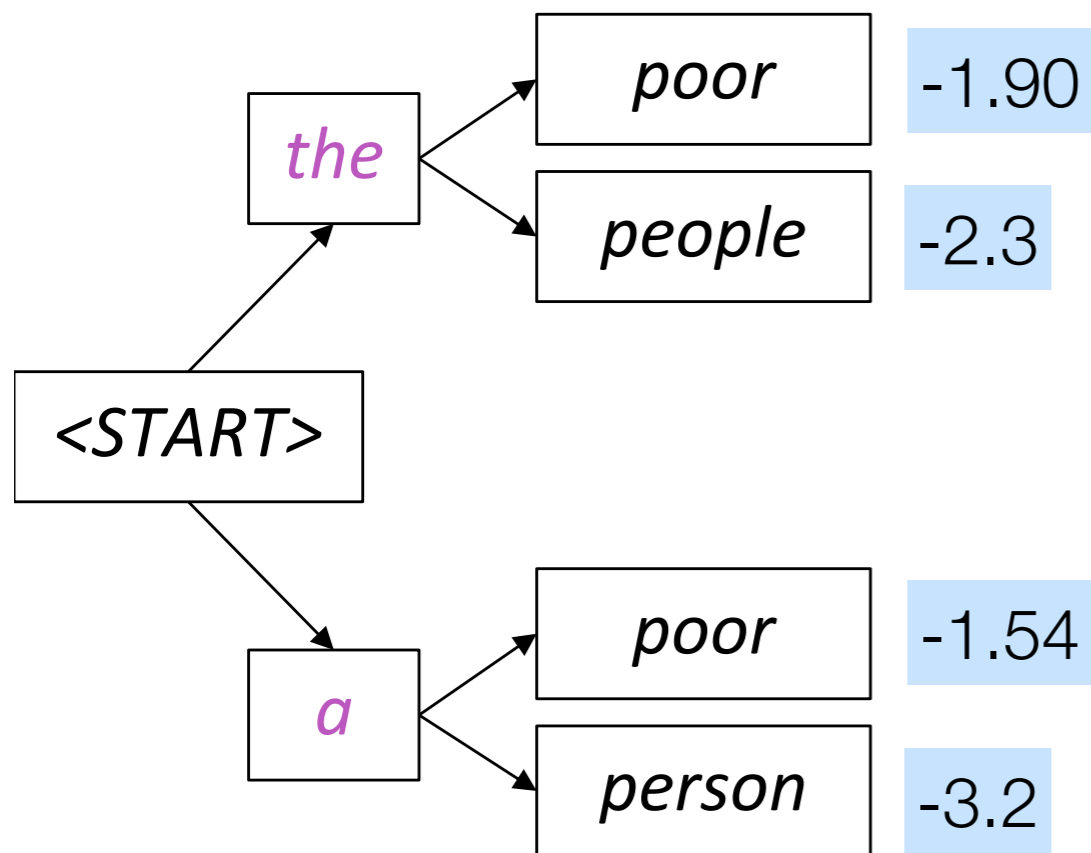 poor -1.90
the
people -2.3
<START>
poor -1.54
a
person -3.2